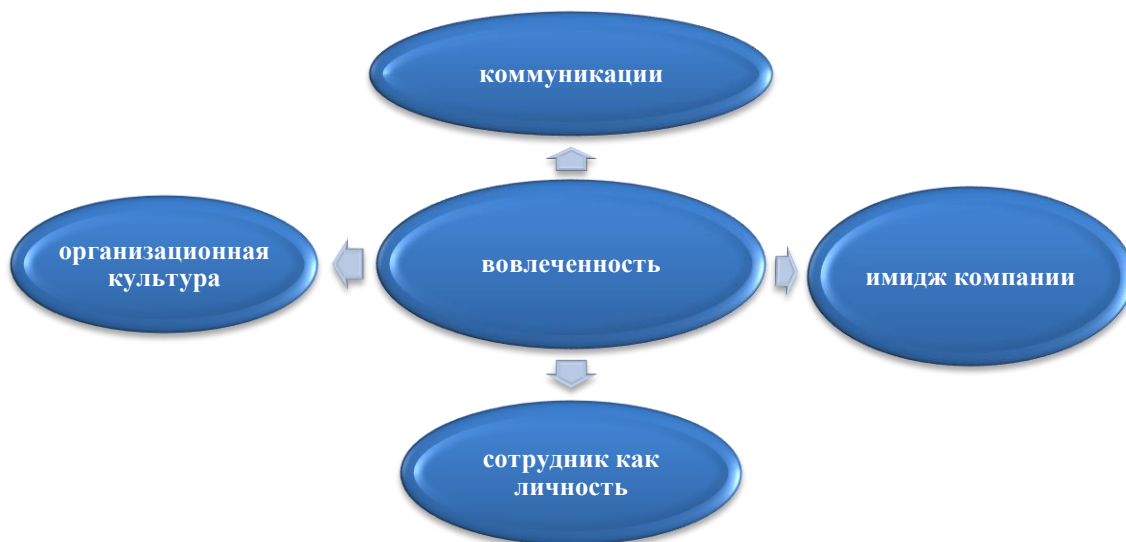 коммуникации
организационная
культура
вовлеченность
имидж компании
сотрудник как
личность